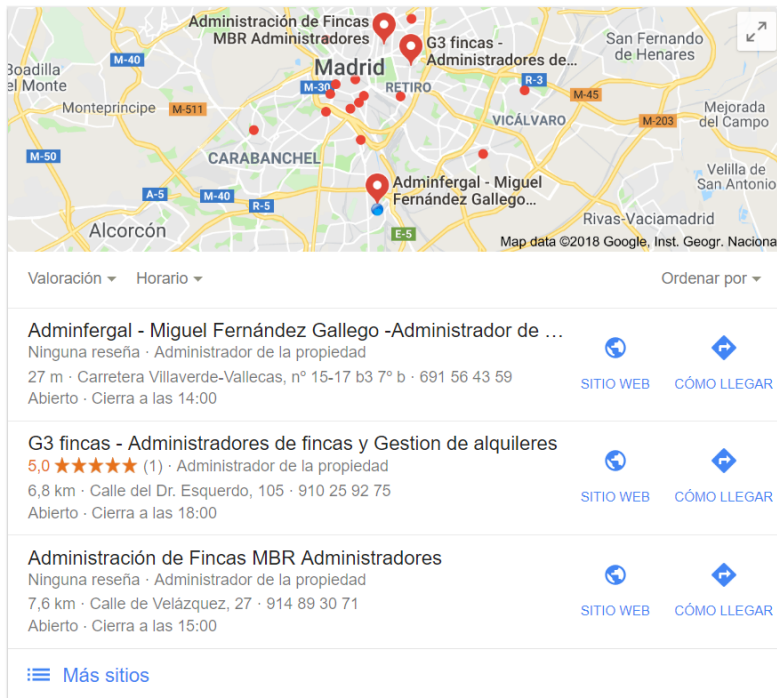 Administración de Fincas
MBR Administradores
G3 fincas -
Administradores de...
San Fernando
de Henares
M-40
Boadilla
el Monte
Madrid
M-30
RETIRO
R-3
M-45
Monteprincipe
M-511
VICÁLVARO
M-203
Mejorada
del Campo
M-50
CARABANCHEL
Velilla de
San Antonio
A-5
M-40
R-5
Adminfergal - Miguel
Fernández Gallego...
Rivas-Vaciamadrid
Alcorcón
E-5
Map data ©2018 Google, Inst. Geogr. Naciona
Valoración Horario Ordenar por
Adminfergal - Miguel Fernández Gallego -Administrador de ...
Ninguna reseña · Administrador de la propiedad
27 m · Carretera Villaverde-Vallecas, nº 15-17 b3 7º b · 691 56 43 59
Abierto · Cierra a las 14:00
SITIO WEB CÓMO LLEGAR
G3 fincas - Administradores de fincas y Gestion de alquileres
5,0 ★★★★★ (1) · Administrador de la propiedad
6,8 km · Calle del Dr. Esquerdo, 105 · 910 25 92 75
Abierto · Cierra a las 18:00
SITIO WEB CÓMO LLEGAR
Administración de Fincas MBR Administradores
Ninguna reseña · Administrador de la propiedad
7,6 km · Calle de Velázquez, 27 · 914 89 30 71
Abierto · Cierra a las 15:00
SITIO WEB CÓMO LLEGAR
Más sitios